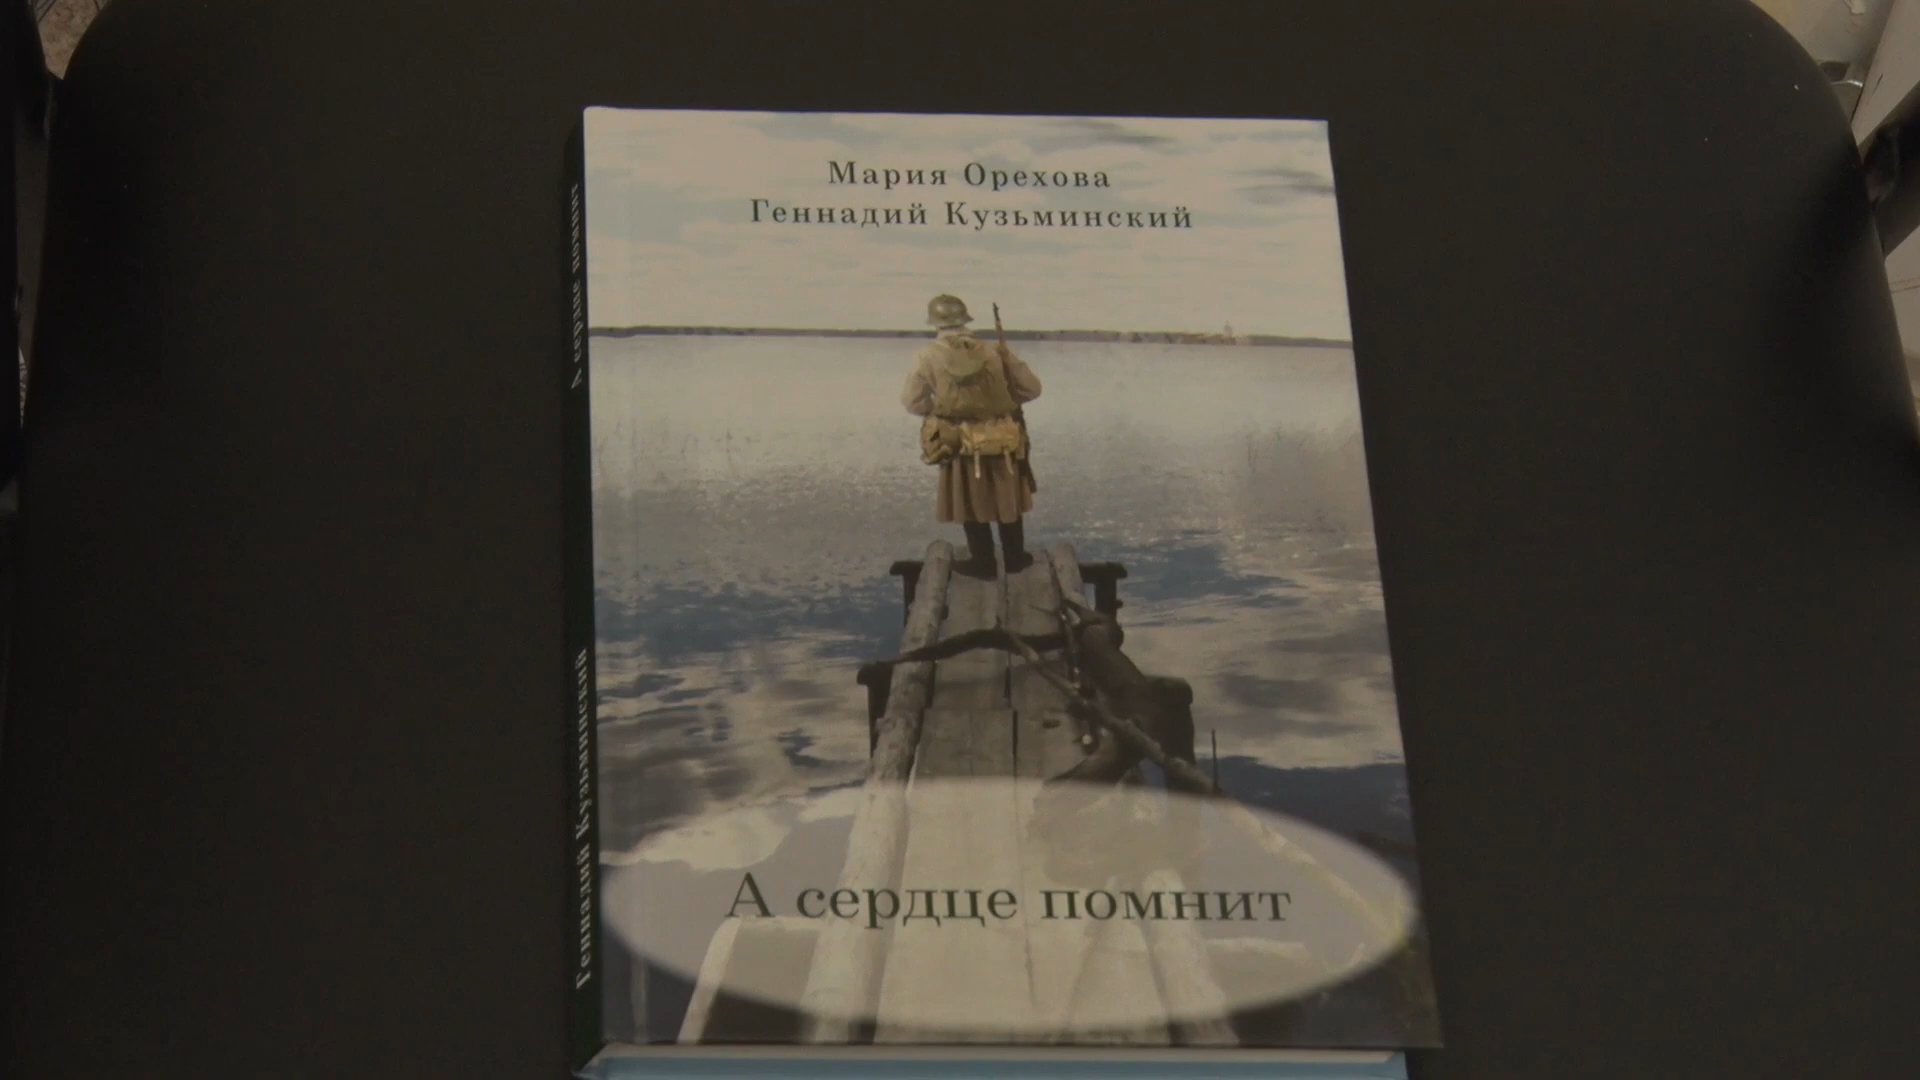 Мария Орехова
Геннадий Кузьминский
А сердце помнит
А сердце помнит
Геннадий Кузьминский